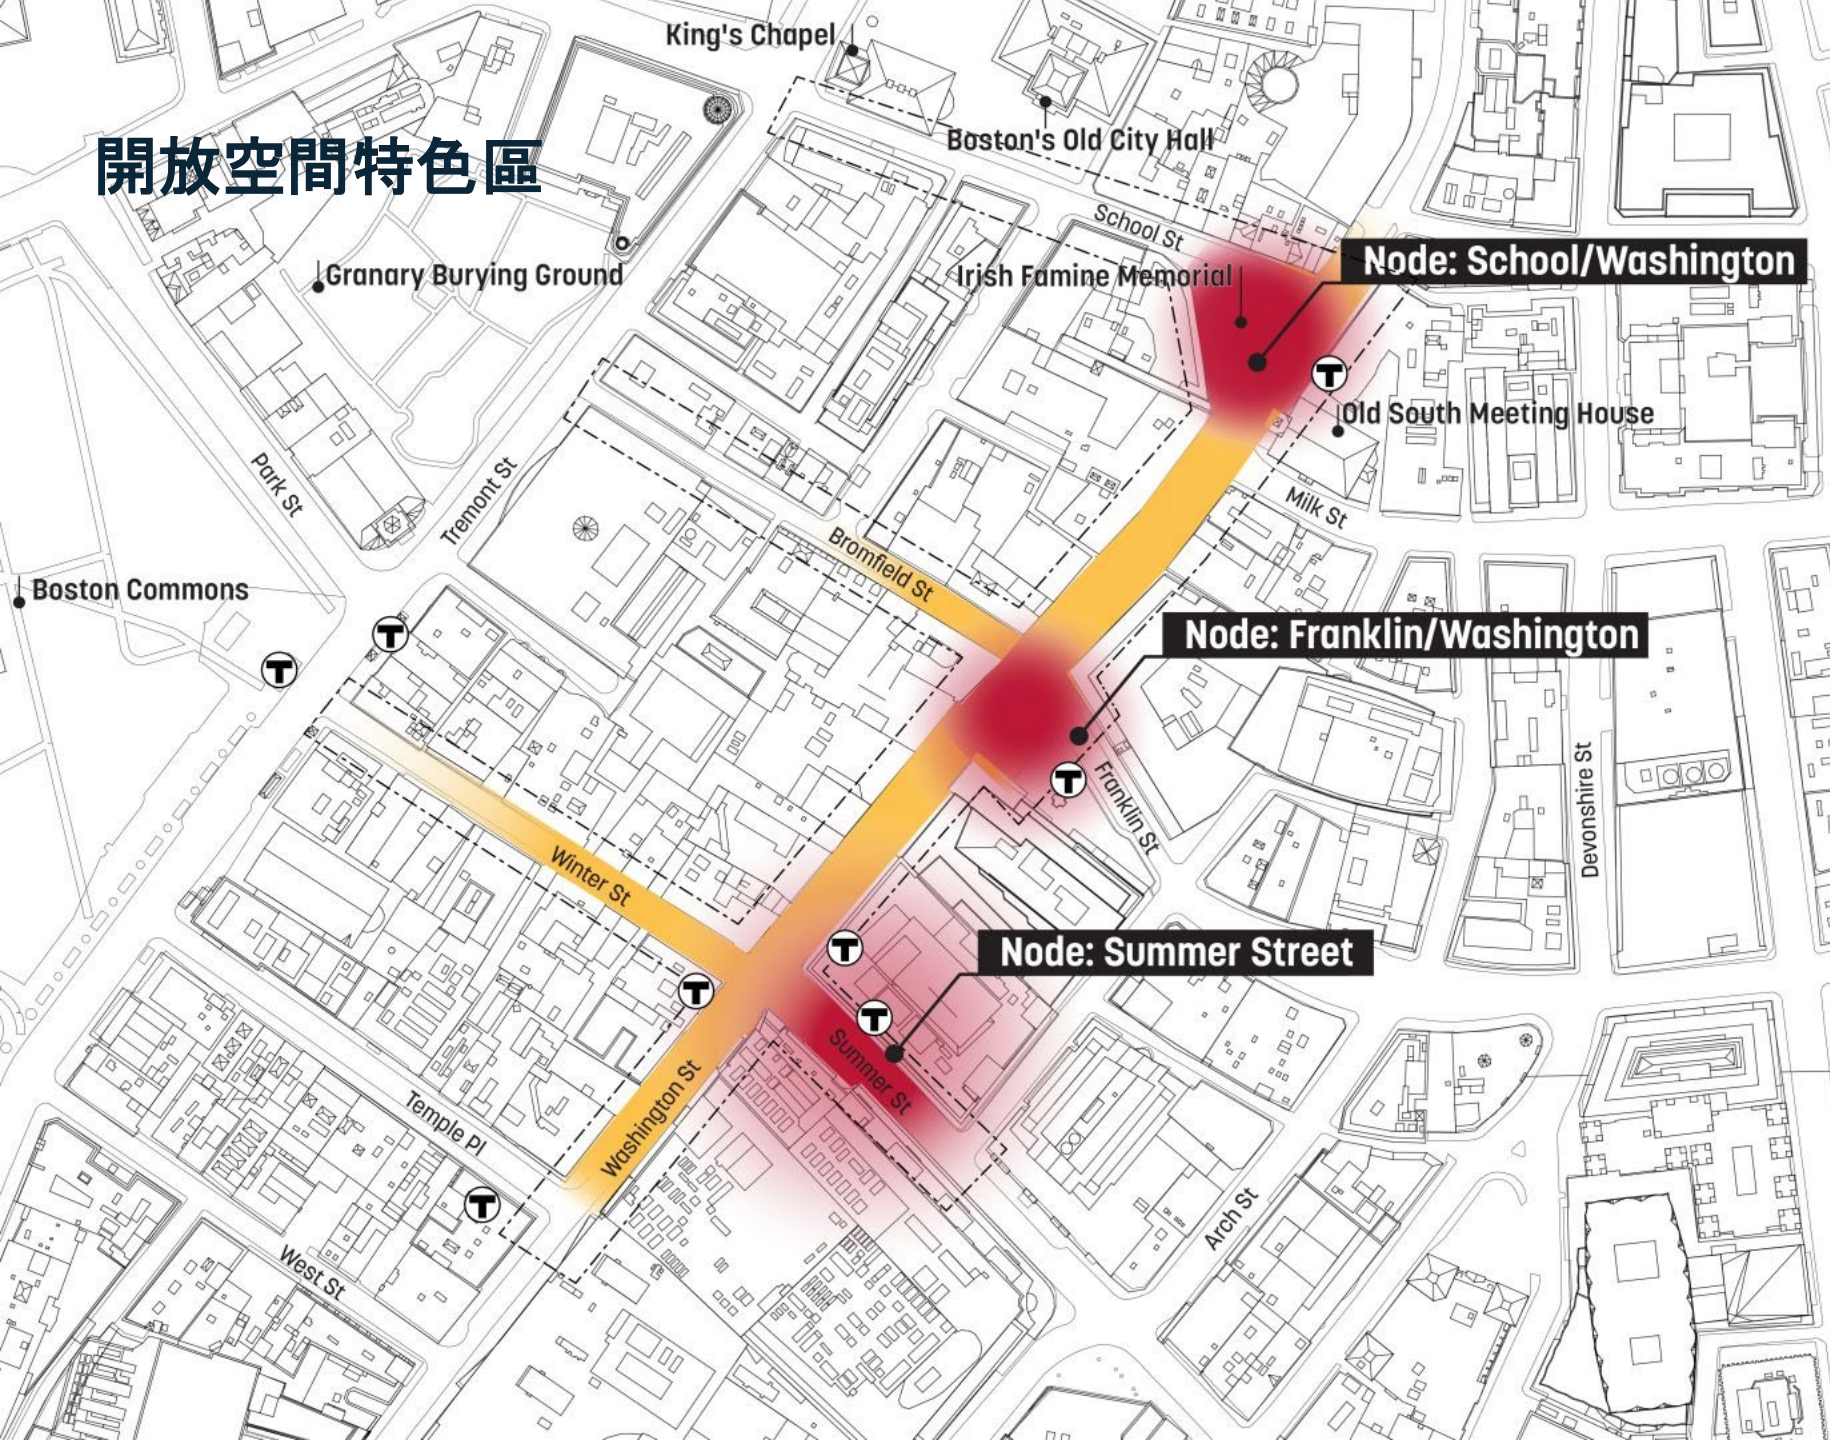 King's Chapel
Boston's Old City Hall
開放空間特色區
School St
Node: School/Washington
Granary Burying Ground
Irish Famine Memorial
T
Old South Meeting House
Park St
Tremont St
Milk St
Bromfield St
Boston Commons
T
T
Node: Franklin/Washington
T
Franklin St
Devonshire St
Winter St
T
Node: Summer Street
T
T
Summer St
Washington St
Temple Pl
T
Arch St
West St